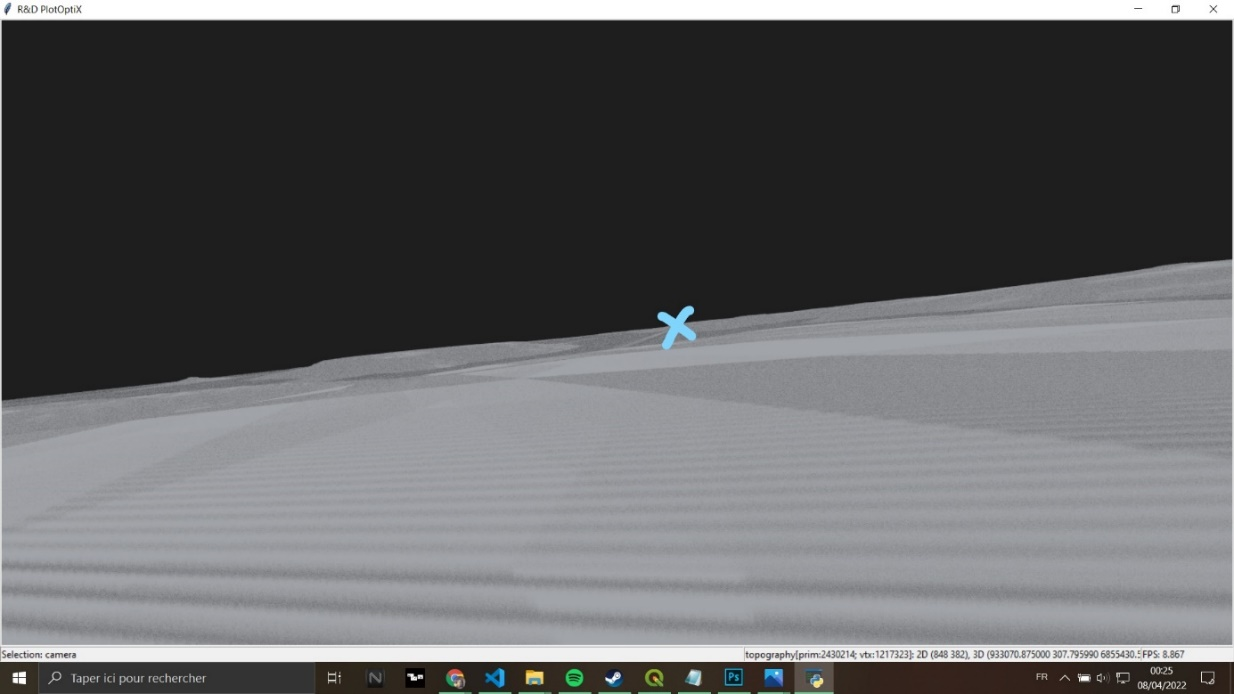 R&D PlotOptiX
Selection: camera
topography[prim:2430214; vtx:1217323]: 2D (848 382), 3D (933070.875000 307.795990 6855430.5
FPS: 8.867
Taper ici pour rechercher
N
Ps
FR
00:25
08/04/2022